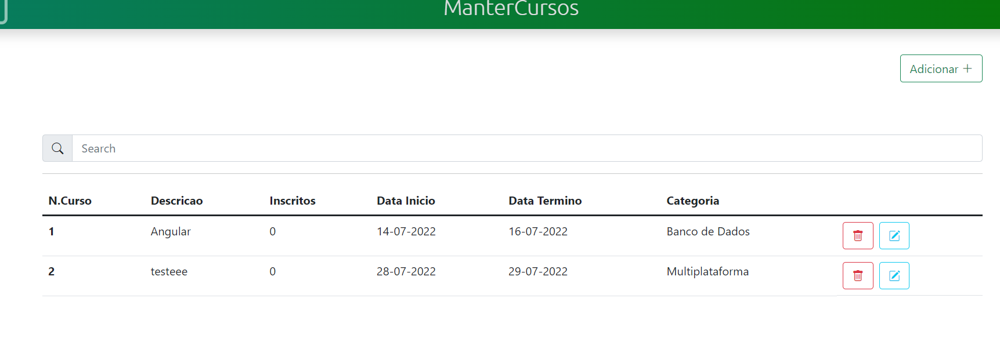 ManterCursos
Adicionar +
Search
N.Curso Descricao Inscritos Data Inicio Data Termino Categoria
1 Angular 0 14-07-2022 16-07-2022 Banco de Dados
2 testeee 0 28-07-2022 29-07-2022 Multiplataforma